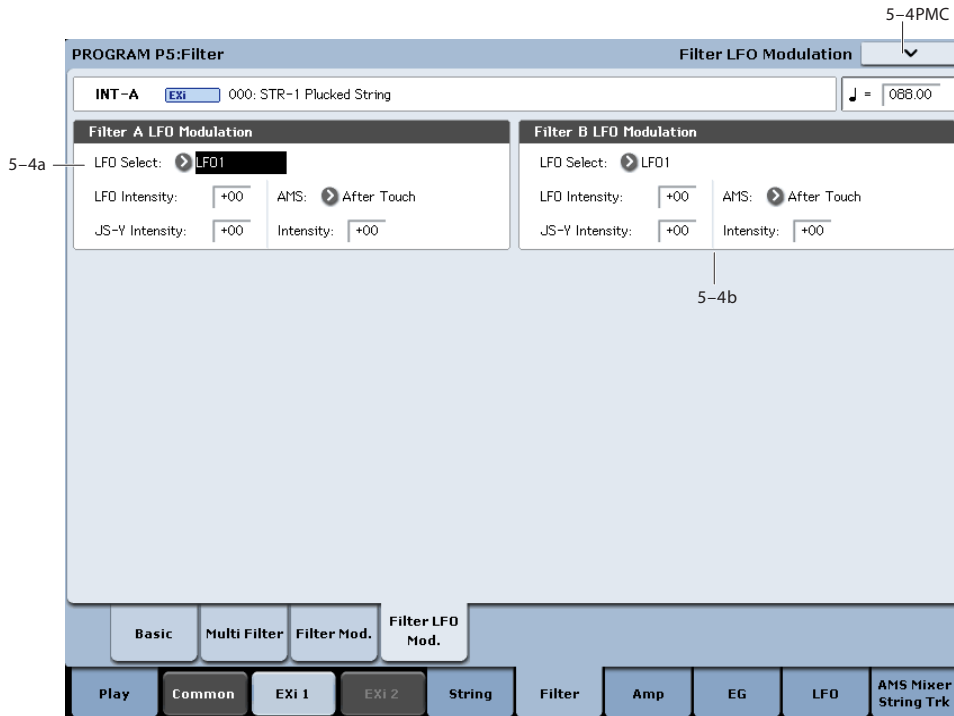 5–4PMC
PROGRAM P5:Filter
Filter LFO Modulation
INT-A EXi 000: STR-1 Plucked String
♩ = 088.00
Filter A LFO Modulation
5–4a
LFO Select: LFO1
LFO Intensity: +00 AMS: After Touch
JS-Y Intensity: +00 Intensity: +00
Filter B LFO Modulation
LFO Select: LFO1
LFO Intensity: +00 AMS: After Touch
JS-Y Intensity: +00 Intensity: +00
5–4b
Basic
Multi Filter
Filter Mod.
Filter LFO
Mod.
Play
Common
EXi 1
EXi 2
String
Filter
Amp
EG
LFO
AMS Mixer
String Trk